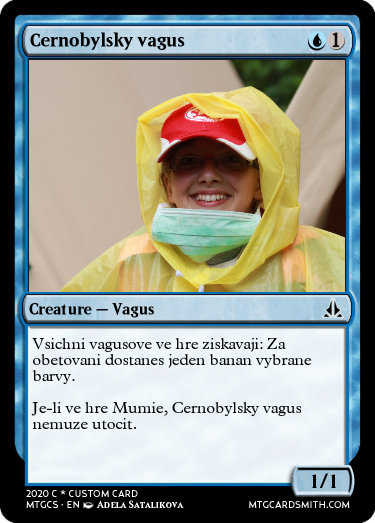 Cernobylsky vagus 1
Creature — Vagus
Vsichni vagusove ve hre ziskavaji: Za
obetovani dostanes jeden banan vybrane
barvy.
Je-li ve hre Mumie, Cernobylsky vagus
nemuze utocit.
1/1
2020 C * CUSTOM CARD
MTGCS · EN ADELA SATALIKOVA
MTGCARDSMITH.COM